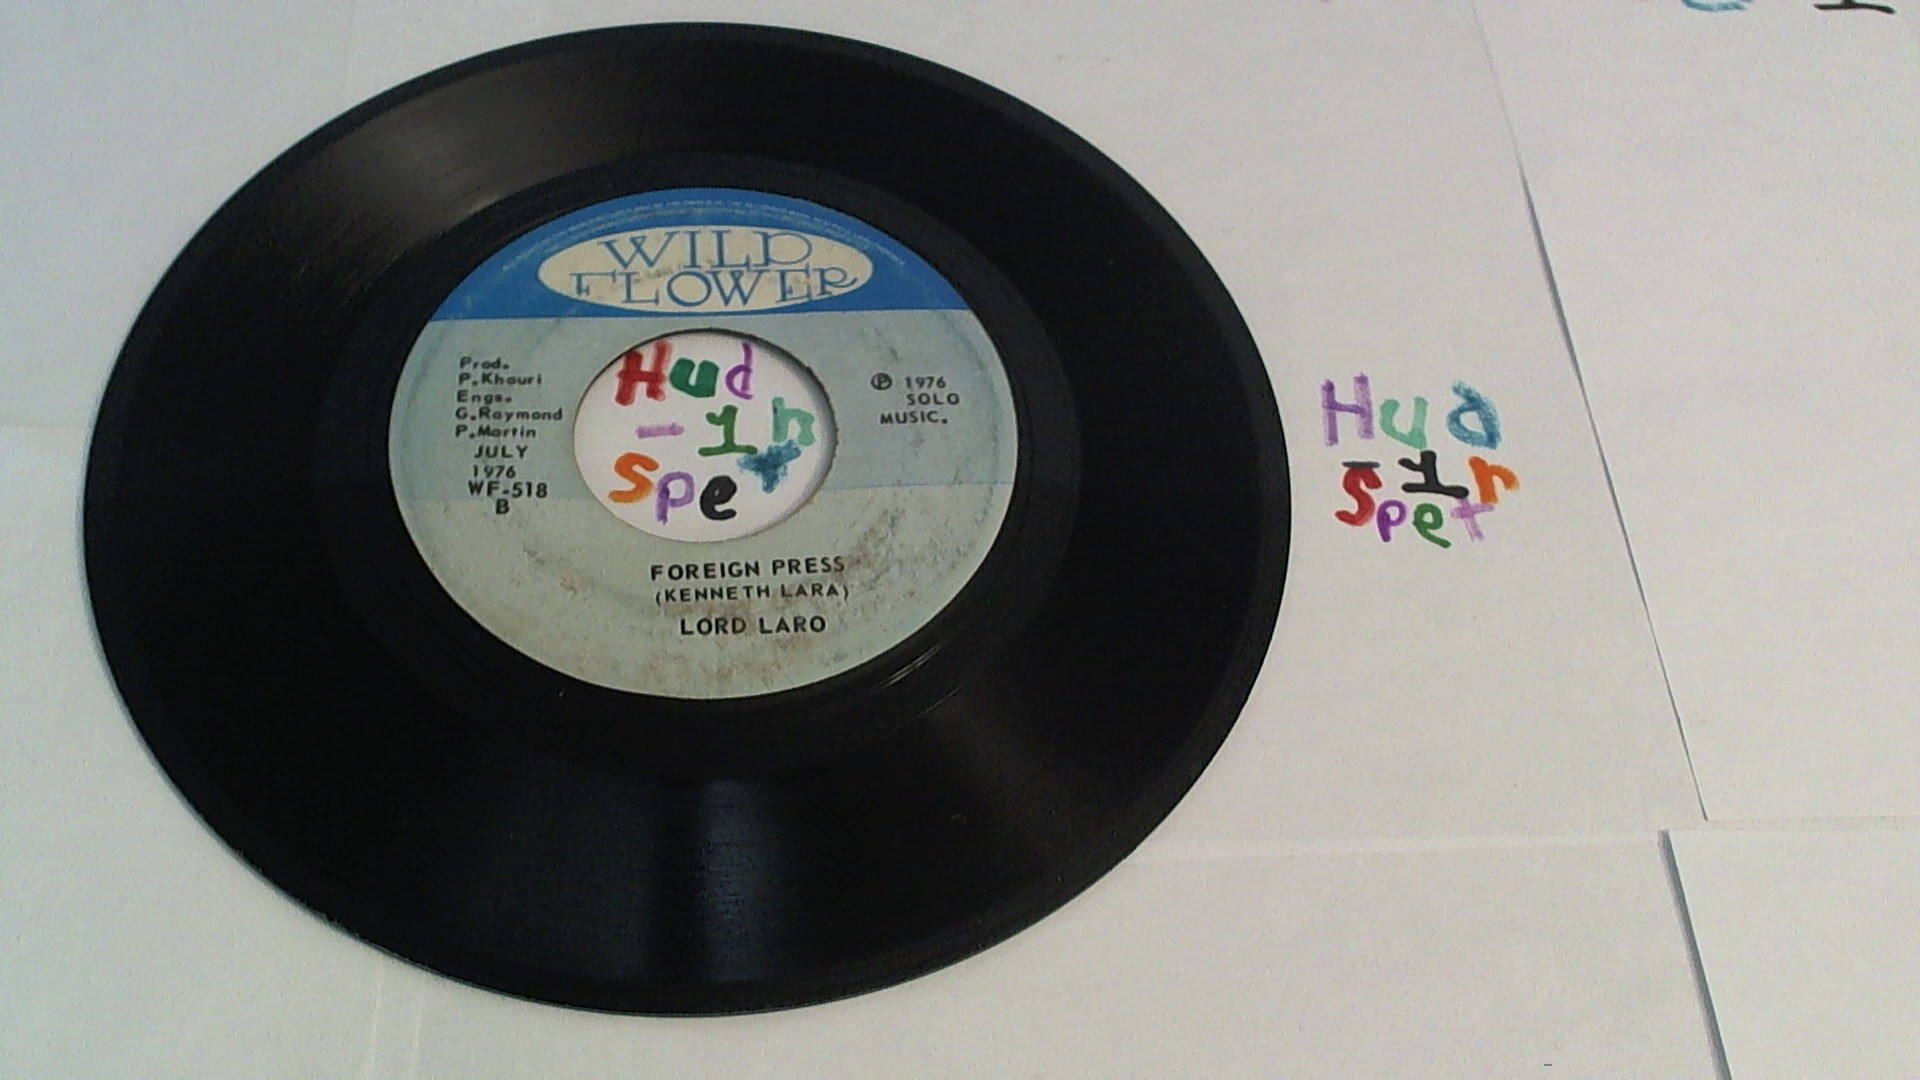 WILD
FLOWER
Prod.
P.Khouri
Engs.
G.Raymond
P.Martin
JULY
1976
WF-518
B
Ⓟ 1976
SOLO
MUSIC.
Hud
-1n
Spet
FOREIGN PRESS
(KENNETH LARA)
LORD LARO
Hud
-1n
Spet